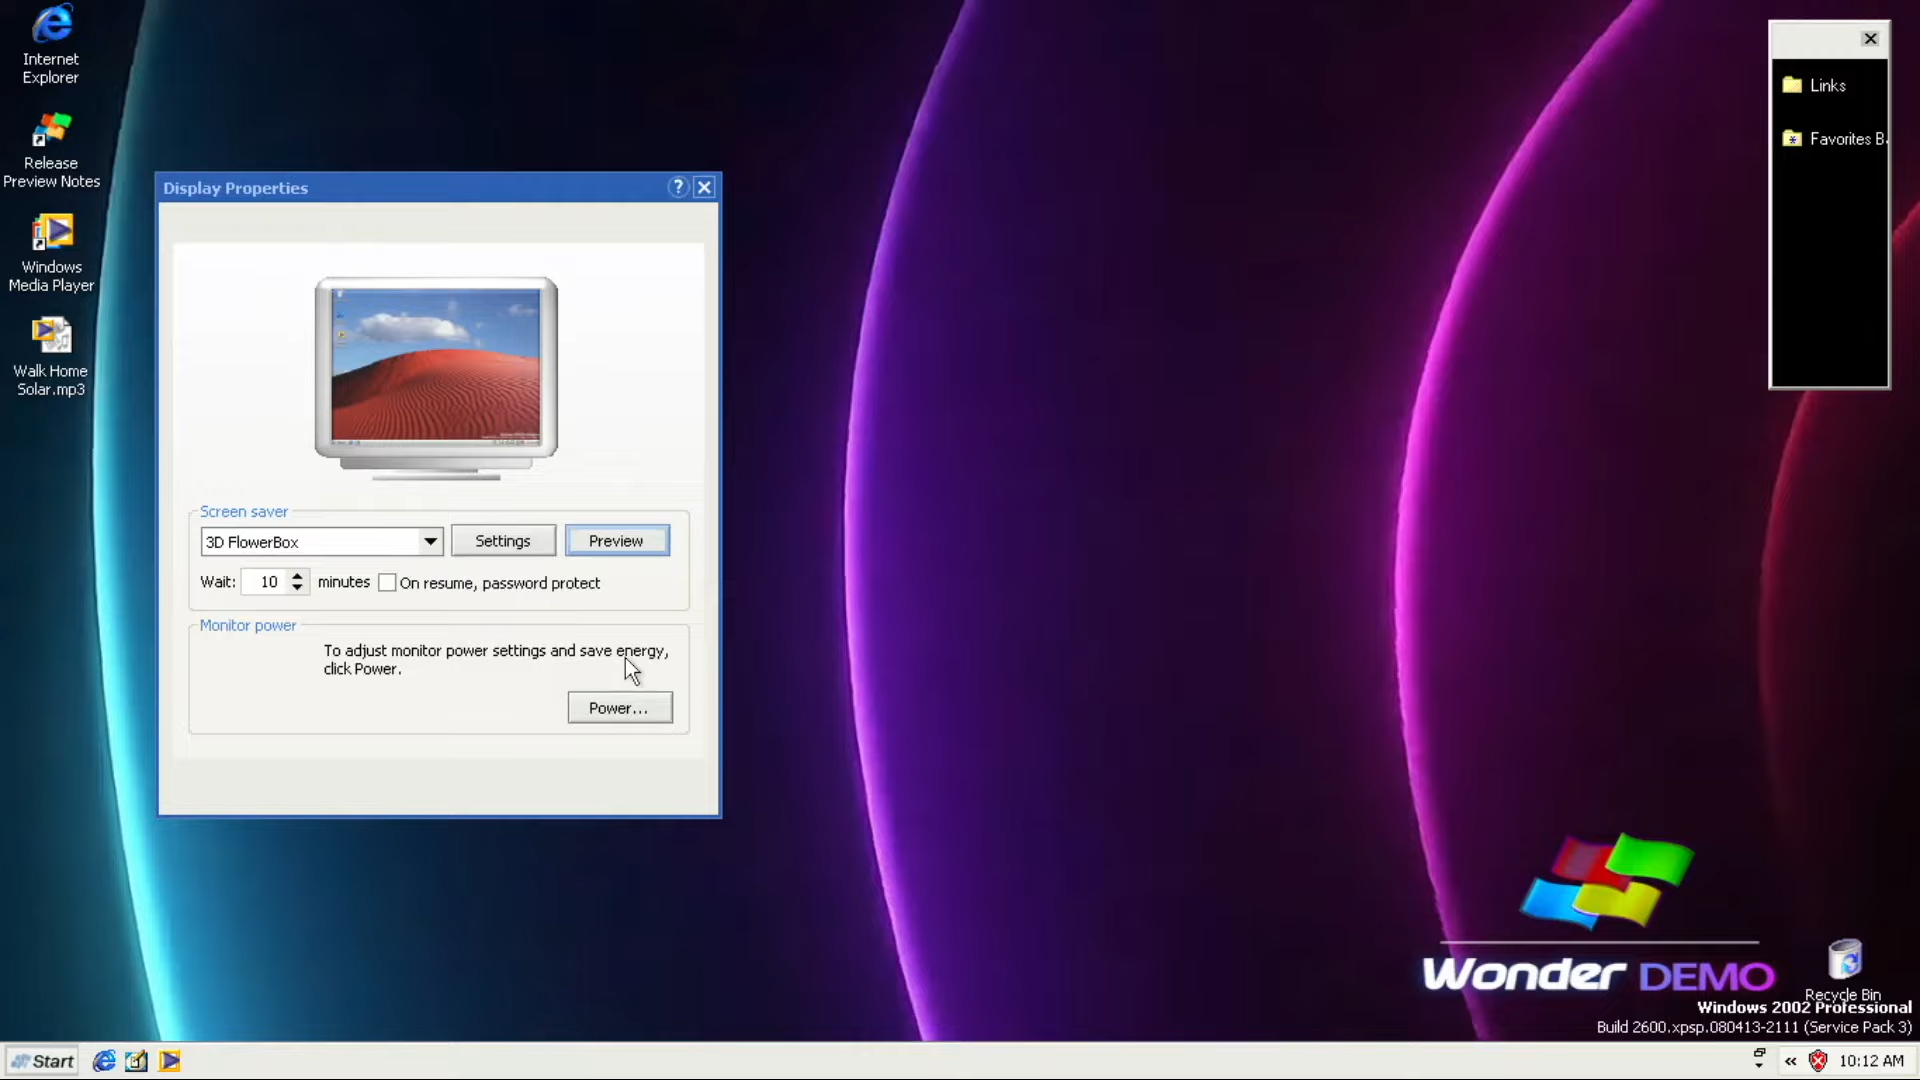 Internet
Explorer
Release
Preview Notes
Windows
Media Player
Walk Home
Solar.mp3
Display Properties
?
Screen saver
3D FlowerBox
Settings
Preview
Wait: 10 minutes
On resume, password protect
Monitor power
To adjust monitor power settings and save energy,
click Power.
Power...
Links
Favorites Ba
Wonder DEMO
Recycle Bin
Windows 2002 Professional
Build 2600.xpsp.080413-2111 (Service Pack 3)
Start
«
10:12 AM